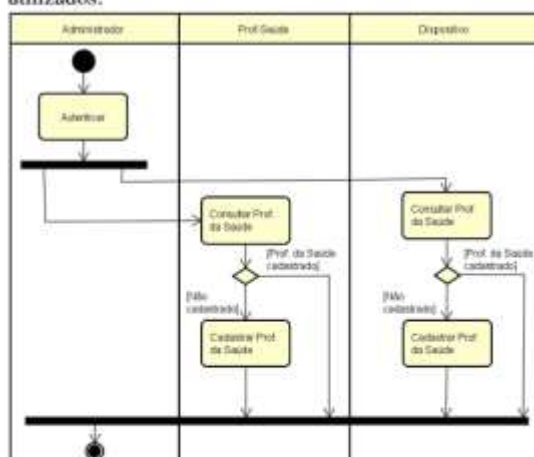 utilizados.
Administrador
Prof.Saúde
Dispositivo
Autenticar
Consultar Prof.
da Saúde
Consultar Prof.
da Saúde
[Prof. da Saúde
cadastrado]
[Prof. da Saúde
cadastrado]
[Não
cadastrado]
[Não
cadastrado]
Cadastrar Prof.
da Saúde
Cadastrar Prof.
da Saúde